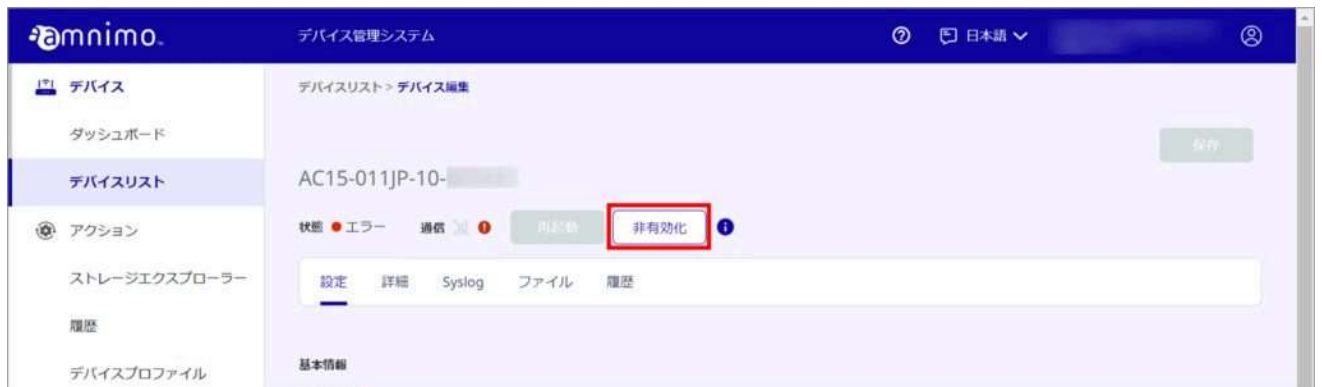 amnimo
デバイス管理システム
日本語
デバイス
ダッシュボード
デバイスリスト
アクション
ストレージエクスプローラー
履歴
デバイスプロファイル
デバイスリスト > デバイス編集
保存
AC15-011JP-10-
状態 エラー 通信 再起動 非有効化
設定 詳細 Syslog ファイル 履歴
基本情報